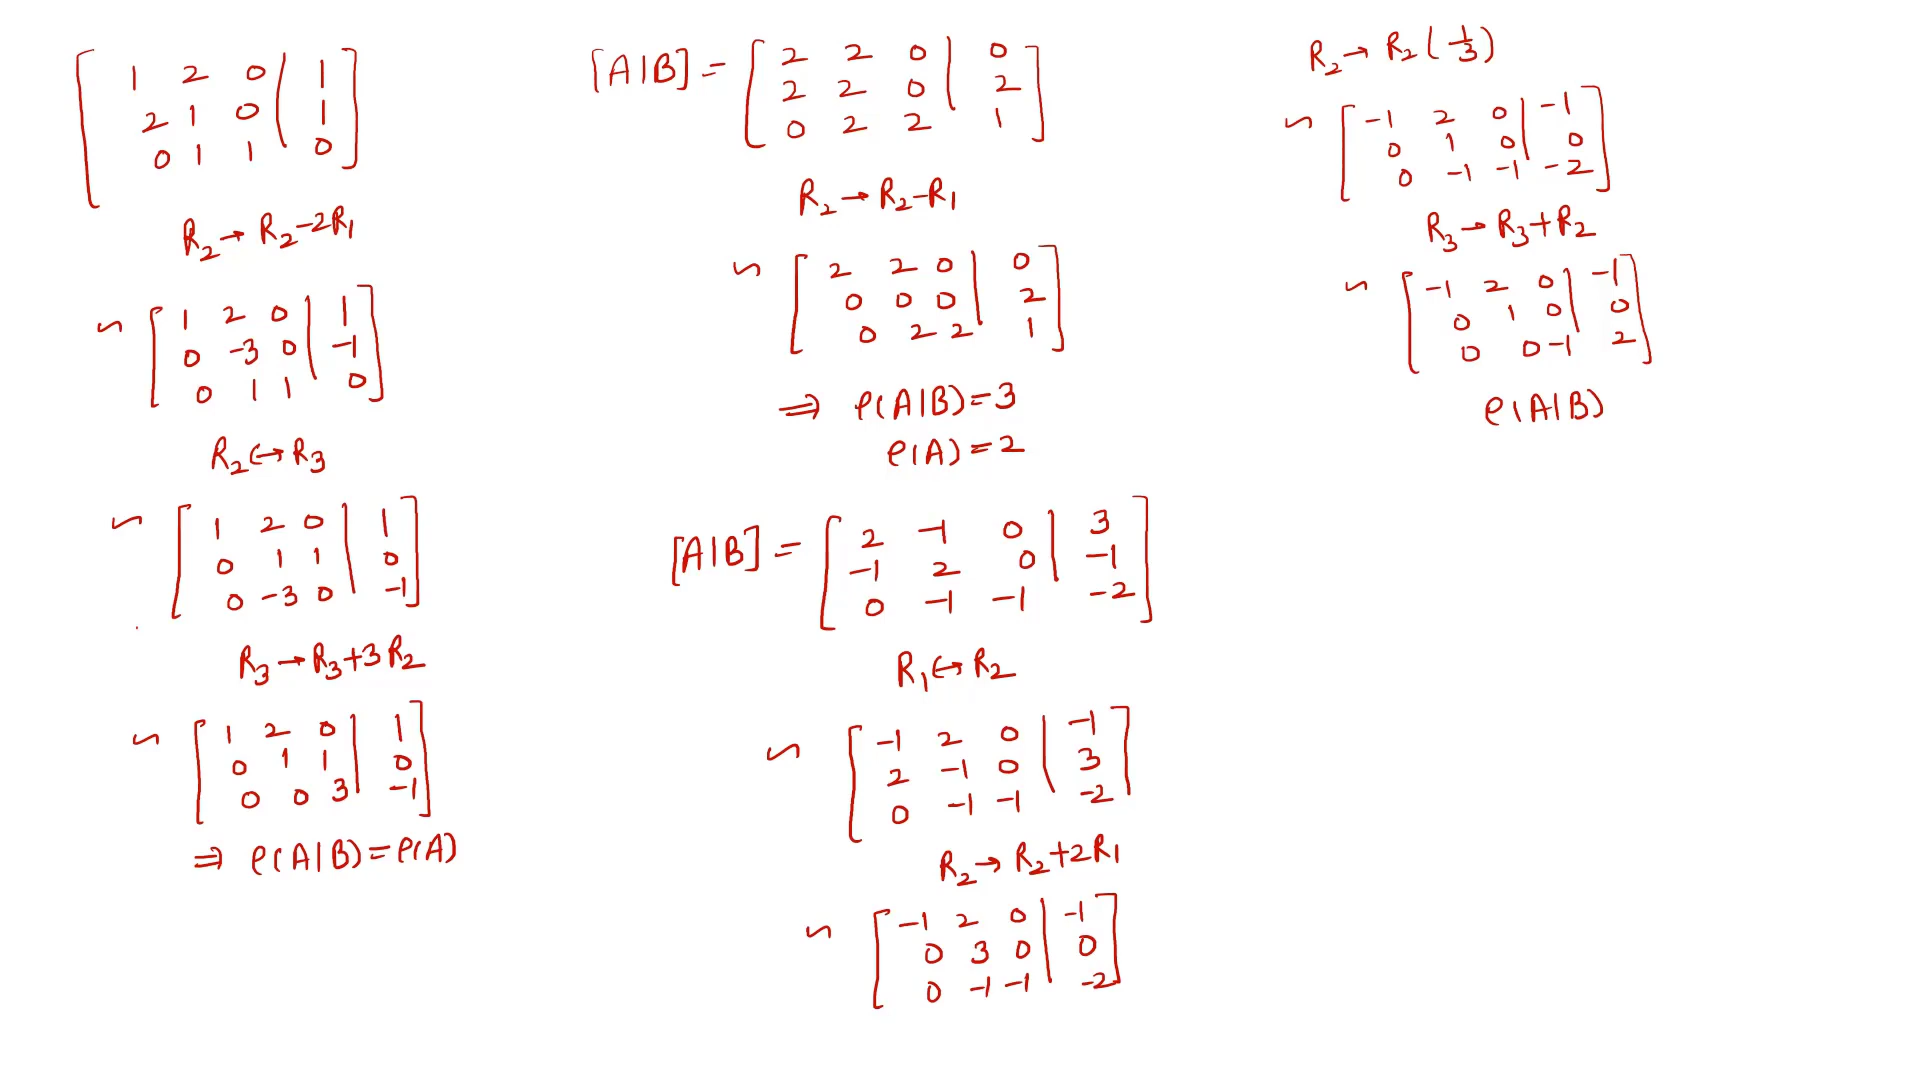 1 2 0 | 1
2 1 0 | 1
0 1 1 | 0
R₂→R₂-2R₁
~ [1 2 0 | 1
0 -3 0 | -1
0 1 1 | 0]
R₂↔R₃
~ [1 2 0 | 1
0 1 1 | 0
0 -3 0 | -1]
R₃→R₃+3R₂
~ [1 2 0 | 1
0 1 1 | 0
0 0 3 | -1]
⇒ ρ(A|B)=ρ(A)
[A|B]= [2 2 0 | 0
2 2 0 | 2
0 2 2 | 1]
R₂→R₂-R₁
~ [2 2 0 | 0
0 0 0 | 2
0 2 2 | 1]
⇒ ρ(A|B)=3
ρ(A)=2
[A|B]= [2 -1 0 | 3
-1 2 0 | -1
0 -1 -1 | -2]
R₁↔R₂
~ [-1 2 0 | -1
2 -1 0 | 3
0 -1 -1 | -2]
R₂→R₂+2R₁
~ [-1 2 0 | -1
0 3 0 | 0
0 -1 -1 | -2]
R₂→R₂(1/3)
~ [-1 2 0 | -1
0 1 0 | 0
0 -1 -1 | -2]
R₃→R₃+R₂
~ [-1 2 0 | -1
0 1 0 | 0
0 0 -1 | 2]
ρ(A|B)